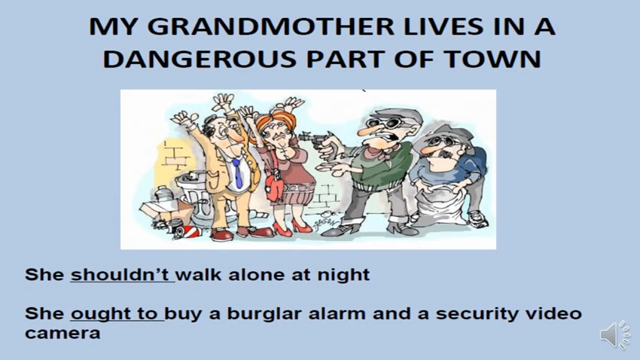 MY GRANDMOTHER LIVES IN A
DANGEROUS PART OF TOWN
She shouldn't walk alone at night
She ought to buy a burglar alarm and a security video
camera